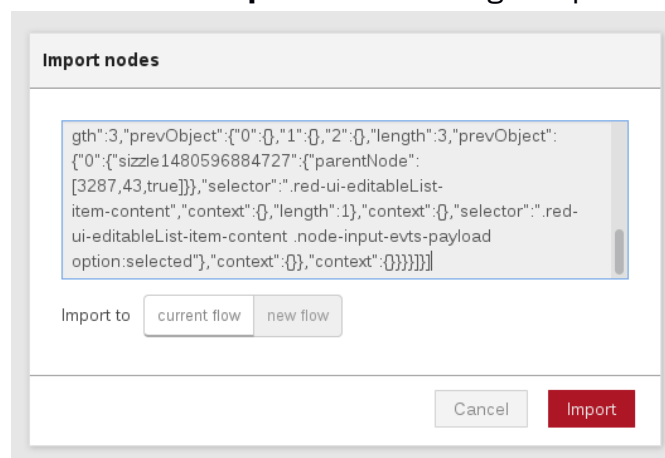 Import nodes
gth":3,"prevObject":{"0":{},"1":{},"2":{},"length":3,"prevObject":
{"0":{"sizzle1480596884727":{"parentNode":
[3287,43,true]}},"selector":".red-ui-editableList-
item-content","context":{},"length":1},"context":{},"selector":".red-
ui-editableList-item-content .node-input-evts-payload
option:selected"},"context":{}},"context":{}}}}]}]
Import to current flow new flow
Cancel Import